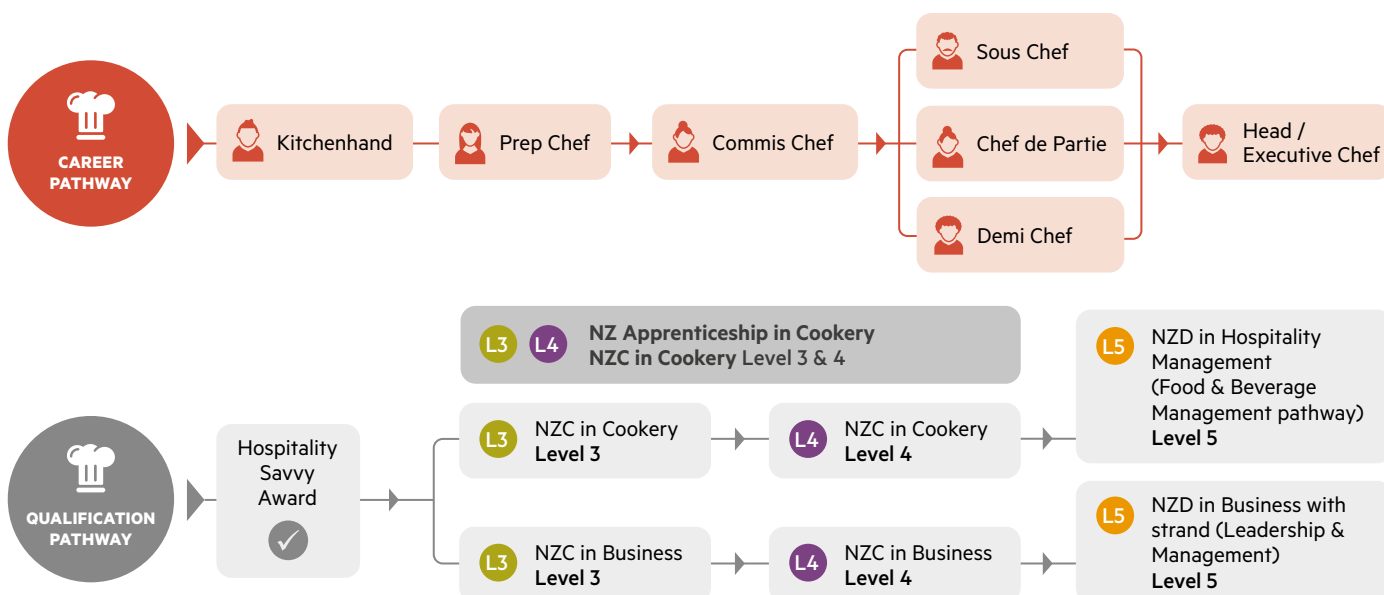 CAREER
PATHWAY
Kitchenhand
Prep Chef
Commis Chef
Sous Chef
Chef de Partie
Demi Chef
Head /
Executive Chef
QUALIFICATION
PATHWAY
Hospitality
Savvy
Award
L3 L4
NZ Apprenticeship in Cookery
NZC in Cookery Level 3 & 4
L3
NZC in Cookery
Level 3
L4
NZC in Cookery
Level 4
L5
NZD in Hospitality
Management
(Food & Beverage
Management pathway)
Level 5
L3
NZC in Business
Level 3
L4
NZC in Business
Level 4
L5
NZD in Business with
strand (Leadership &
Management)
Level 5